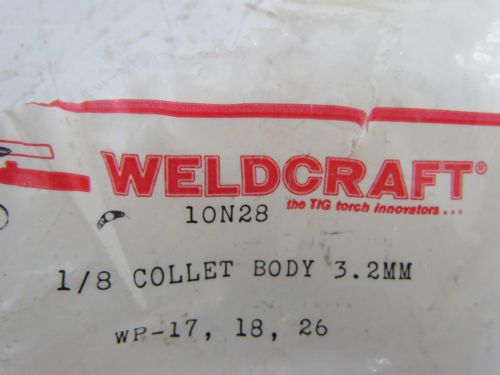 WELDCRAFT®
the TIG torch innovators...
10N28
1/8 COLLET BODY 3.2MM
WP-17, 18, 26